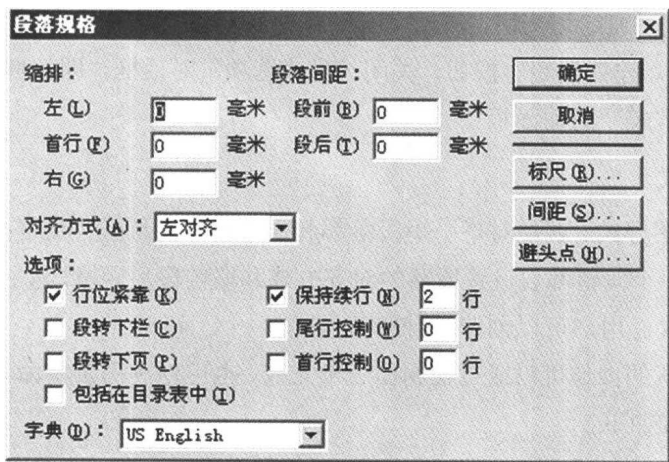 段落规格
缩排： 段落间距： 确定
左(L) 0 毫米 段前(B) 0 毫米 取消
首行(F) 0 毫米 段后(T) 0 毫米
右(G) 0 毫米 标尺(R)...
对齐方式(A)： 左对齐 间距(S)...
选项： 避头点(H)...
行位紧靠(K) 保持续行(N) 2 行
段转下栏(C) 尾行控制(W) 0 行
段转下页(P) 首行控制(O) 0 行
包括在目录表中(I)
字典(D)： US English